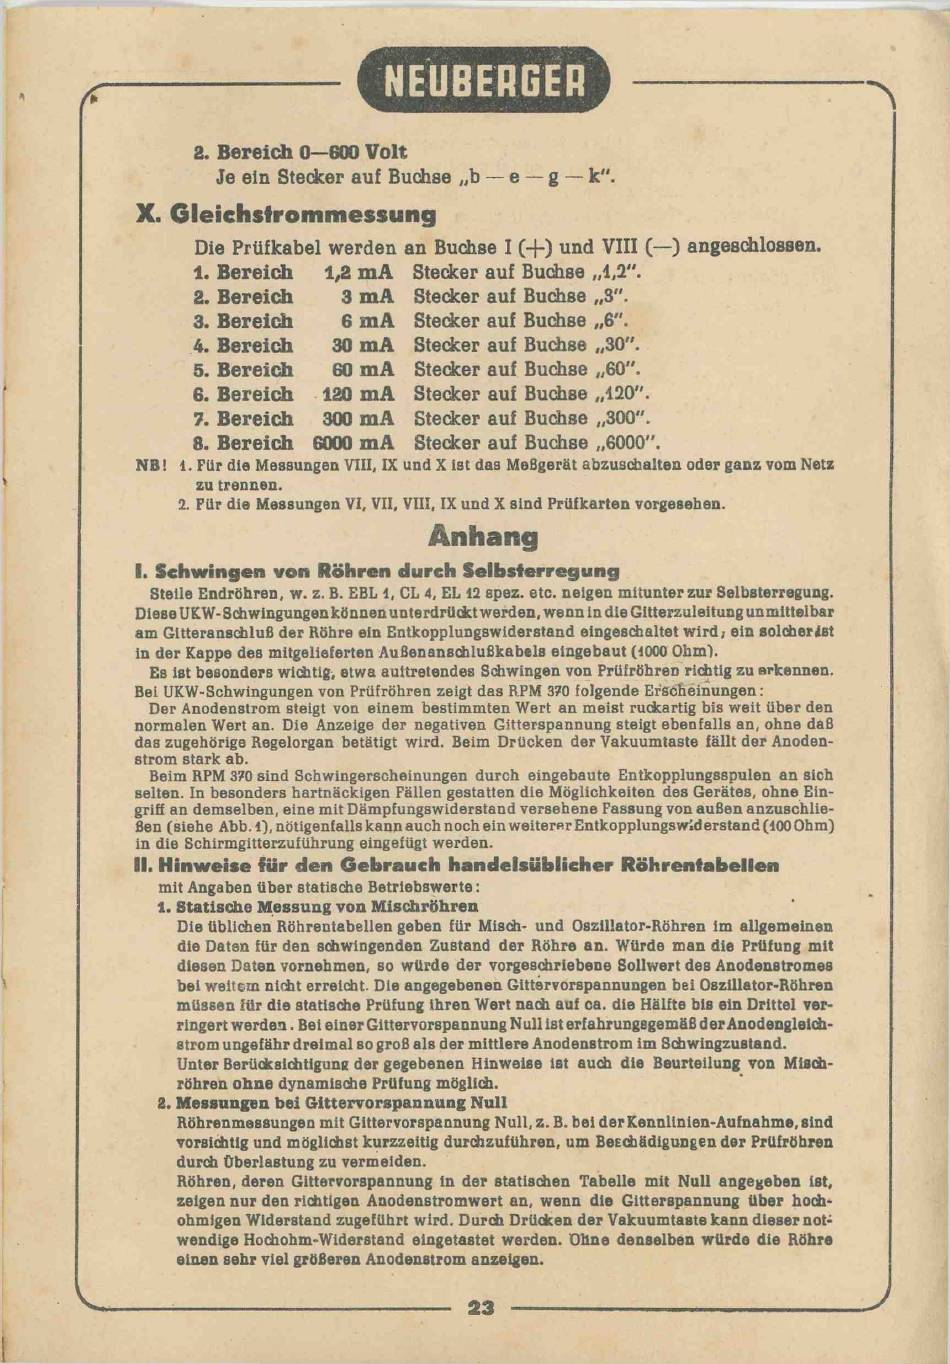 NEUBERGER
2. Bereich 0—600 Volt
Je ein Stecker auf Buchse „b — e — g — k".
X. Gleichstrommessung
Die Prüfkabel werden an Buchse I (+) und VIII (—) angeschlossen.
1. Bereich 1,2 mA Stecker auf Buchse „1,2".
2. Bereich 3 mA Stecker auf Buchse „3".
3. Bereich 6 mA Stecker auf Buchse „6".
4. Bereich 30 mA Stecker auf Buchse „30".
5. Bereich 60 mA Stecker auf Buchse „60".
6. Bereich 120 mA Stecker auf Buchse „120".
7. Bereich 300 mA Stecker auf Buchse „300".
8. Bereich 6000 mA Stecker auf Buchse „6000".
NB! 1. Für die Messungen VIII, IX und X ist das Meßgerät abzuschalten oder ganz vom Netz
zu trennen.
2. Für die Messungen VI, VII, VIII, IX und X sind Prüfkarten vorgesehen.
Anhang
I. Schwingen von Röhren durch Selbsterregung
Steile Endröhren, w. z. B. EBL 1, CL 4, EL 12 spez. etc. neigen mitunter zur Selbsterregung.
Diese UKW-Schwingungen können unterdrückt werden, wenn in die Gitterzuleitung unmittelbar
am Gitteranschluß der Röhre ein Entkopplungswiderstand eingeschaltet wird; ein solcher ist
in der Kappe des mitgelieferten Außenanschlußkabels eingebaut (1000 Ohm).
Es ist besonders wichtig, etwa auftretendes Schwingen von Prüfröhren richtig zu erkennen.
Bei UKW-Schwingungen von Prüfröhren zeigt das RPM 370 folgende Erscheinungen:
Der Anodenstrom steigt von einem bestimmten Wert an meist ruckartig bis weit über den
normalen Wert an. Die Anzeige der negativen Gitterspannung steigt ebenfalls an, ohne daß
das zugehörige Regelorgan betätigt wird. Beim Drücken der Vakuumtaste fällt der Anoden-
strom stark ab.
Beim RPM 370 sind Schwingerscheinungen durch eingebaute Entkopplungsspulen an sich
selten. In besonders hartnäckigen Fällen gestatten die Möglichkeiten des Gerätes, ohne Ein-
griff an demselben, eine mit Dämpfungswiderstand versehene Fassung von außen anzuschlie-
ßen (siehe Abb. 1), nötigenfalls kann auch noch ein weiterer Entkopplungswiderstand (100 Ohm)
in die Schirmgitterzuführung eingefügt werden.
II. Hinweise für den Gebrauch handelsüblicher Röhrentabellen
mit Angaben über statische Betriebswerte:
1. Statische Messung von Mischröhren
Die üblichen Röhrentabellen geben für Misch- und Oszillator-Röhren im allgemeinen
die Daten für den schwingenden Zustand der Röhre an. Würde man die Prüfung mit
diesen Daten vornehmen, so würde der vorgeschriebene Sollwert des Anodenstromes
bei weitem nicht erreicht. Die angegebenen Gittervorspannungen bei Oszillator-Röhren
müssen für die statische Prüfung ihren Wert nach auf ca. die Hälfte bis ein Drittel ver-
ringert werden. Bei einer Gittervorspannung Null ist erfahrungsgemäß der Anodengleich-
strom ungefähr dreimal so groß als der mittlere Anodenstrom im Schwingzustand.
Unter Berücksichtigung der gegebenen Hinweise ist auch die Beurteilung von Misch-
röhren ohne dynamische Prüfung möglich.
2. Messungen bei Gittervorspannung Null
Röhrenmessungen mit Gittervorspannung Null, z. B. bei der Kennlinien-Aufnahme, sind
vorsichtig und möglichst kurzzeitig durchzuführen, um Beschädigungen der Prüfröhren
durch Überlastung zu vermeiden.
Röhren, deren Gittervorspannung in der statischen Tabelle mit Null angegeben ist,
zeigen nur den richtigen Anodenstromwert an, wenn die Gitterspannung über hoch-
ohmigen Widerstand zugeführt wird. Durch Drücken der Vakuumtaste kann dieser not-
wendige Hochohm-Widerstand eingetastet werden. Ohne denselben würde die Röhre
einen sehr viel größeren Anodenstrom anzeigen.
23